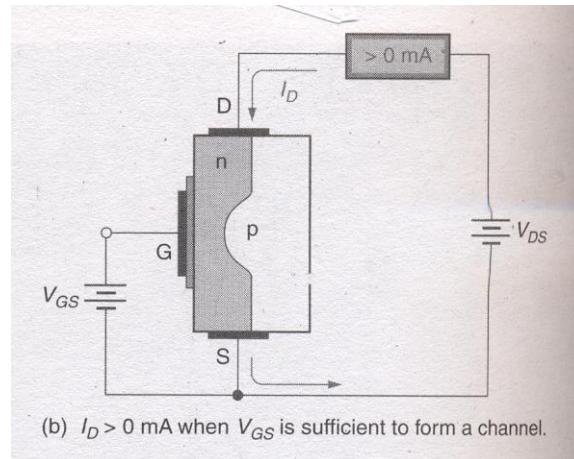 > 0 mA
I_D
D
n
p
G
V_DS
V_GS
S
(b) I_D > 0 mA when V_GS is sufficient to form a channel.